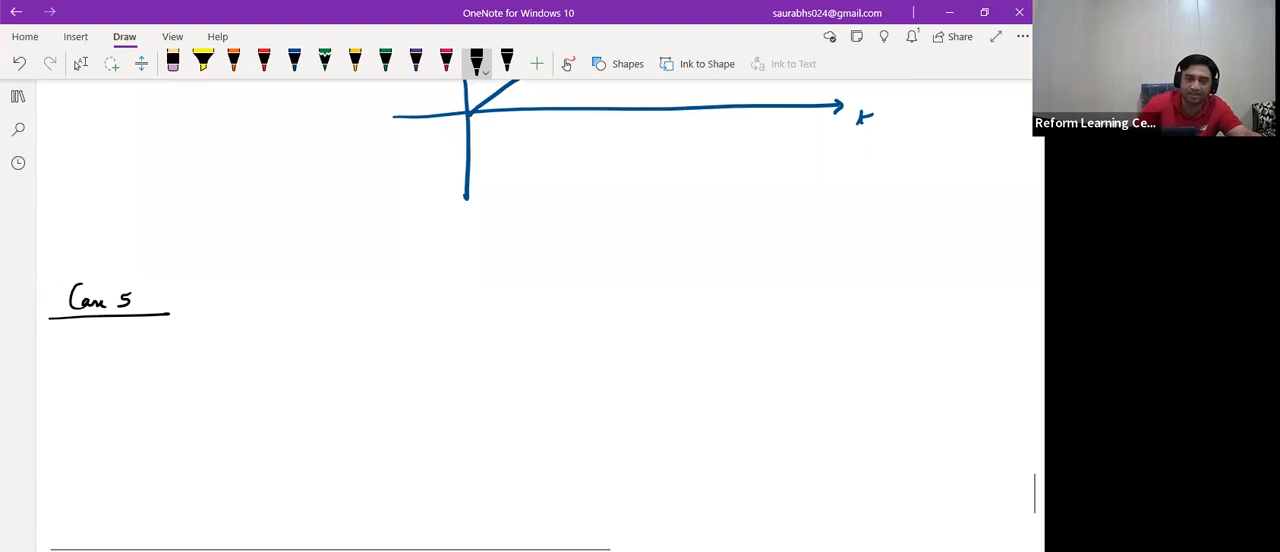 OneNote for Windows 10
saurabhs024@gmail.com
Home Insert Draw View Help
Share
Shapes
Ink to Shape
Ink to Text
Reform Learning Ce...
Case 5